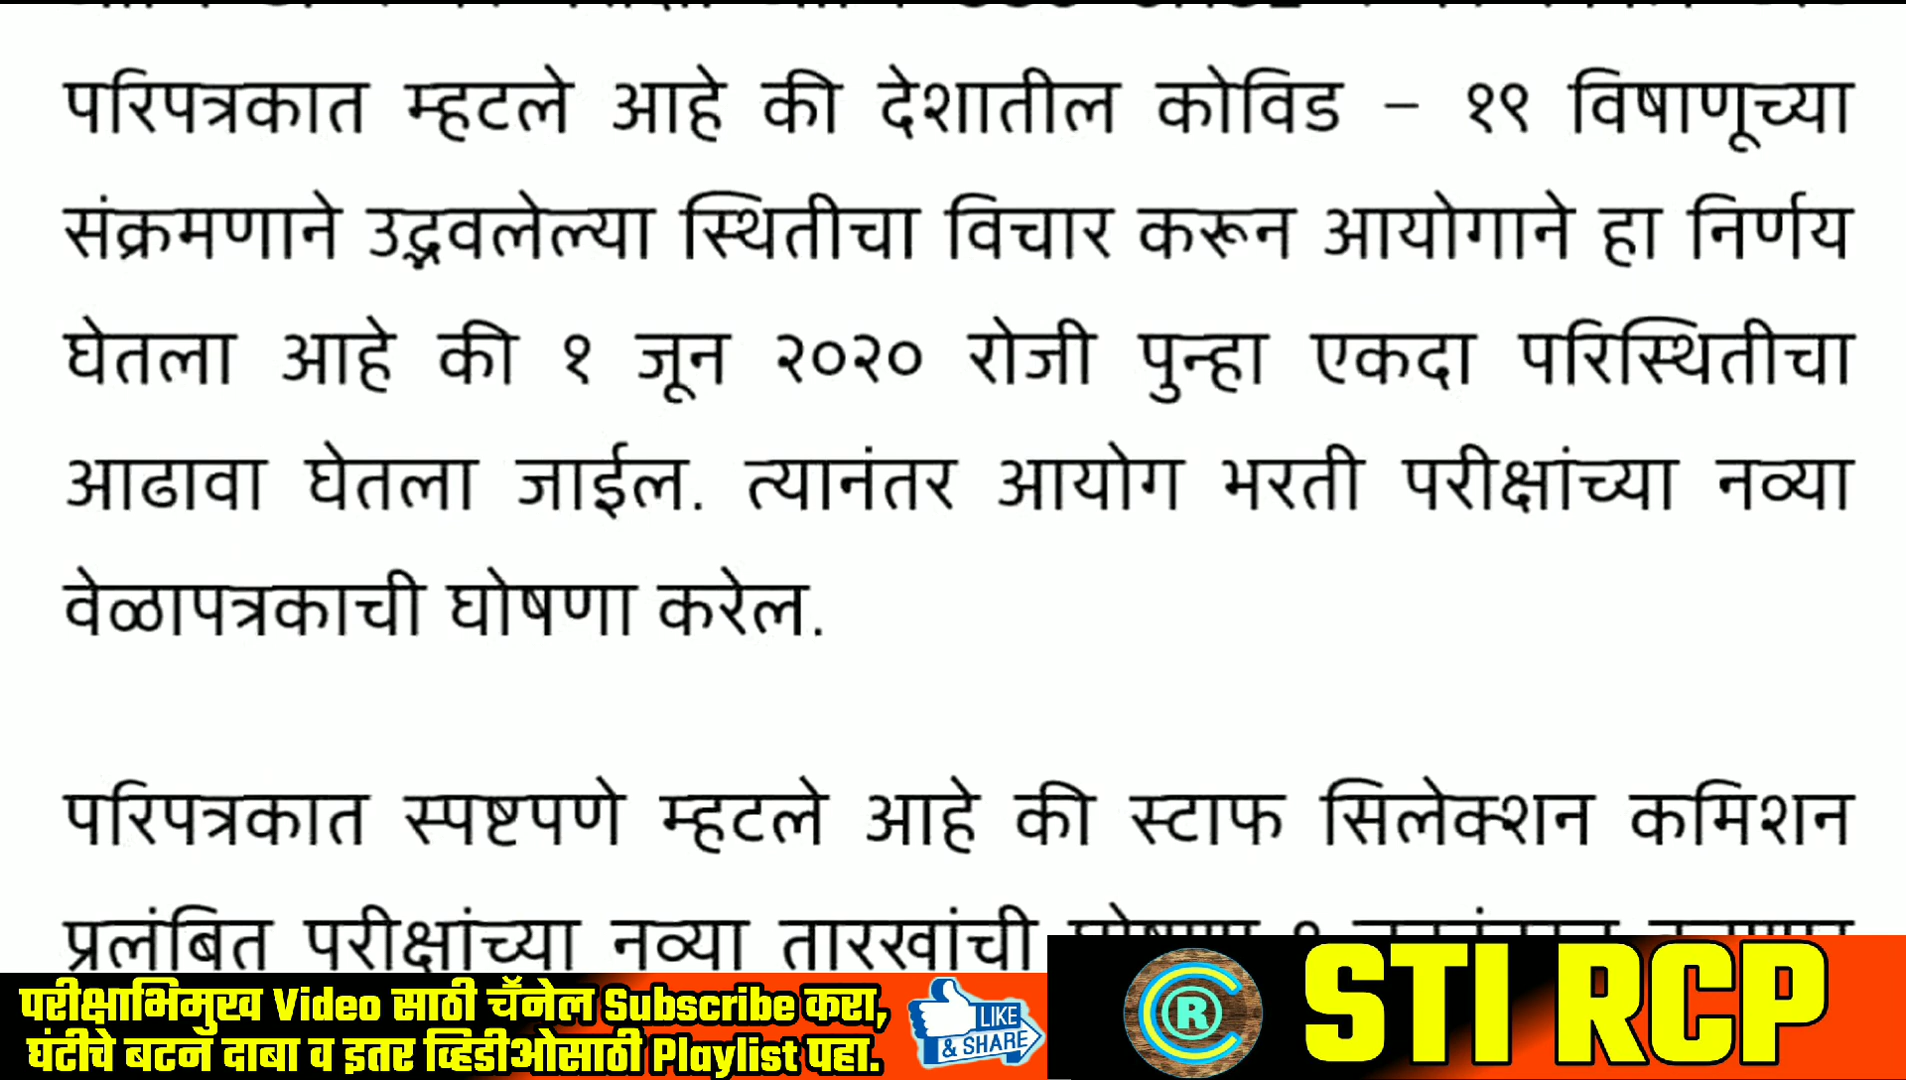 परिपत्रकात म्हटले आहे की देशातील कोविड – १९ विषाणूच्या
संक्रमणाने उद्भवलेल्या स्थितीचा विचार करून आयोगाने हा निर्णय
घेतला आहे की १ जून २०२० रोजी पुन्हा एकदा परिस्थितीचा
आढावा घेतला जाईल. त्यानंतर आयोग भरती परीक्षांच्या नव्या
वेळापत्रकाची घोषणा करेल.
परिपत्रकात स्पष्टपणे म्हटले आहे की स्टाफ सिलेक्शन कमिशन
प्रलंबित परीक्षांच्या नव्या तारखांची
परीक्षाभिमुख Video साठी चॅनेल Subscribe करा,
घंटीचे बटन दाबा व इतर व्हिडीओसाठी Playlist पहा.
LIKE
& SHARE
R
STI RCP